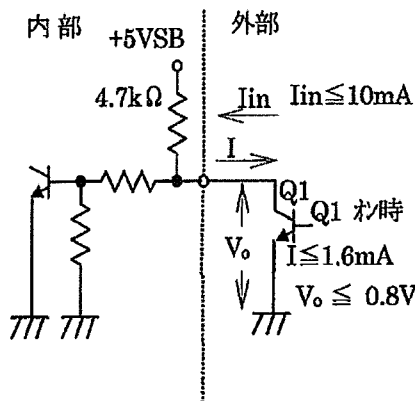 内部
外部
+5VSB
4.7kΩ
Iin
Iin≦10mA
I
Q1
Q1 オン時
Vo
I≦1.6mA
Vo ≦ 0.8V